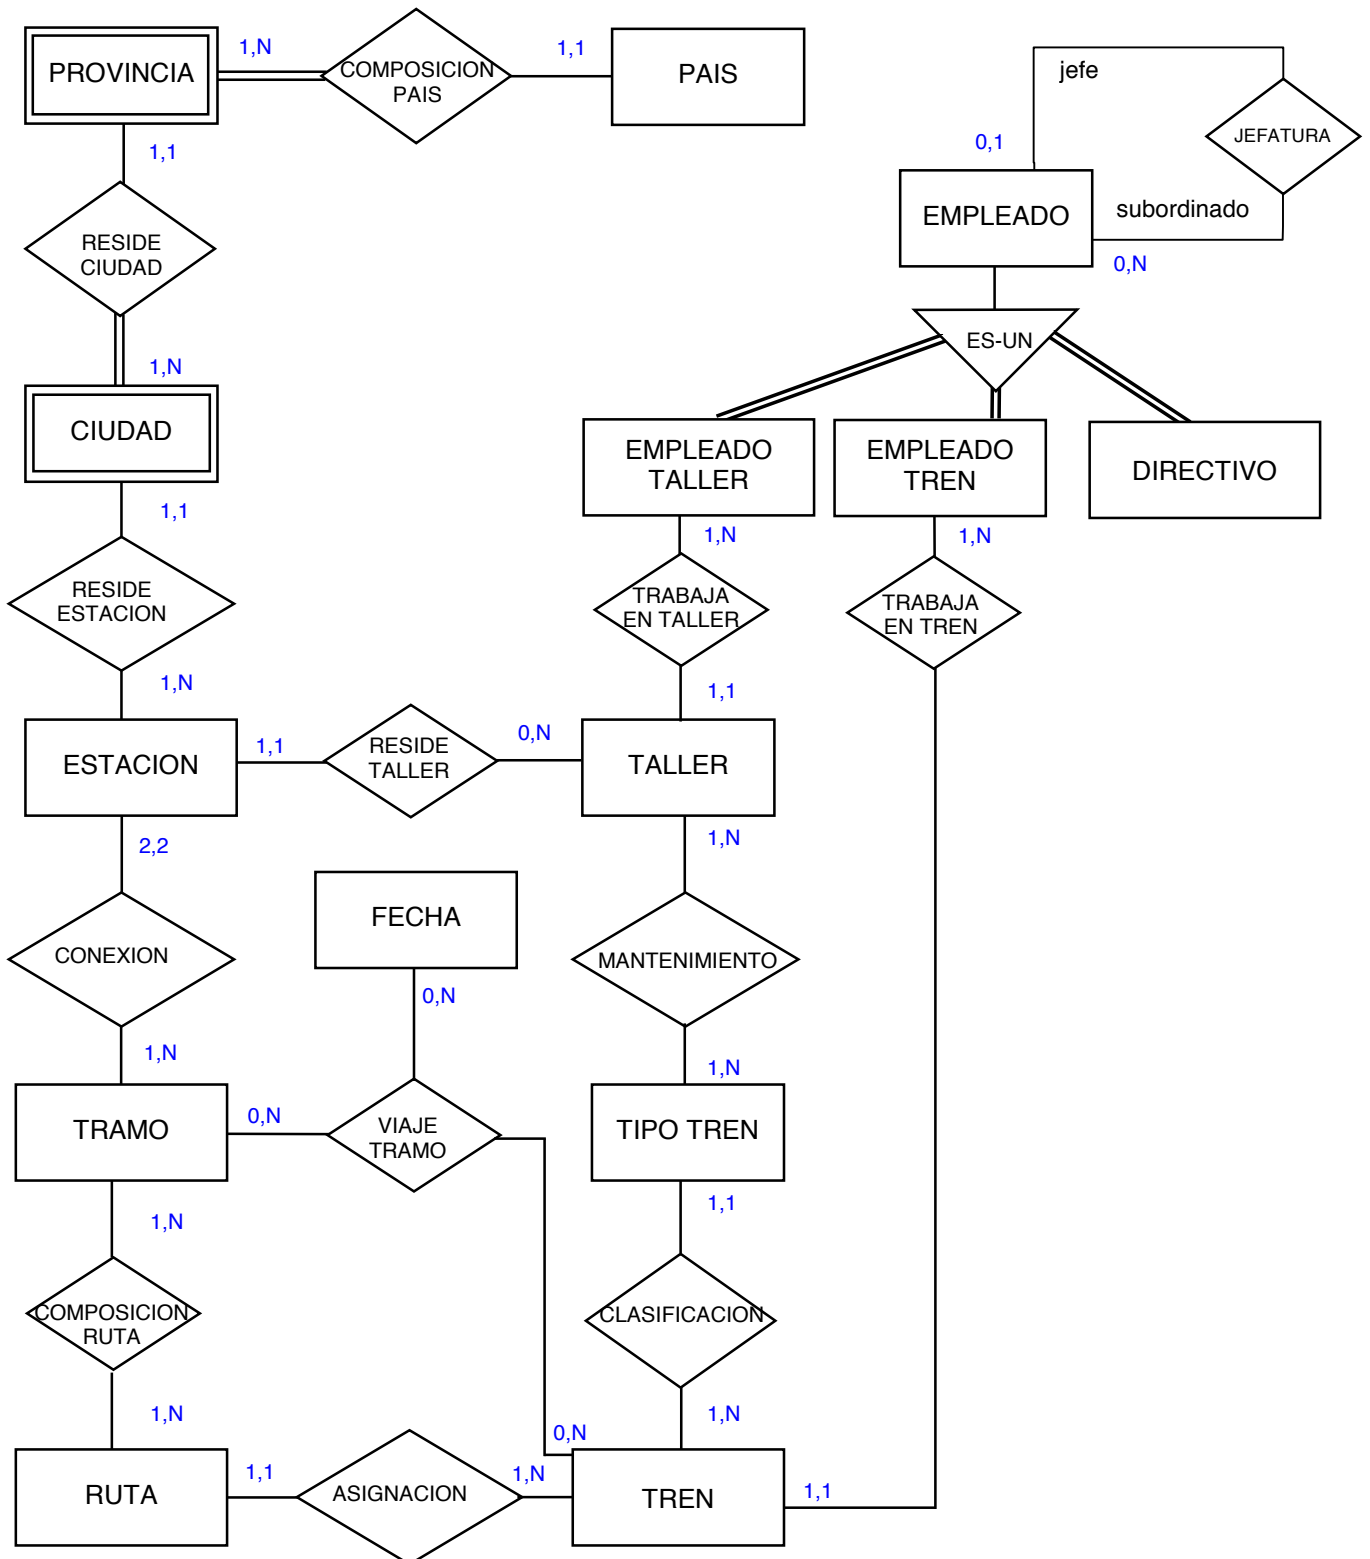 PROVINCIA
1,N
COMPOSICION
PAIS
1,1
PAIS
jefe
JEFATURA
0,1
EMPLEADO
subordinado
0,N
1,1
RESIDE
CIUDAD
1,N
CIUDAD
ES-UN
EMPLEADO
TALLER
EMPLEADO
TREN
DIRECTIVO
1,1
RESIDE
ESTACION
1,N
1,N
TRABAJA
EN TALLER
1,N
TRABAJA
EN TREN
1,1
ESTACION
1,1
RESIDE
TALLER
0,N
TALLER
2,2
CONEXION
1,N
FECHA
0,N
1,N
MANTENIMIENTO
1,N
TRAMO
0,N
VIAJE
TRAMO
TIPO TREN
1,N
COMPOSICION
RUTA
1,N
1,1
CLASIFICACION
1,N
0,N
RUTA
1,1
ASIGNACION
1,N
TREN
1,1